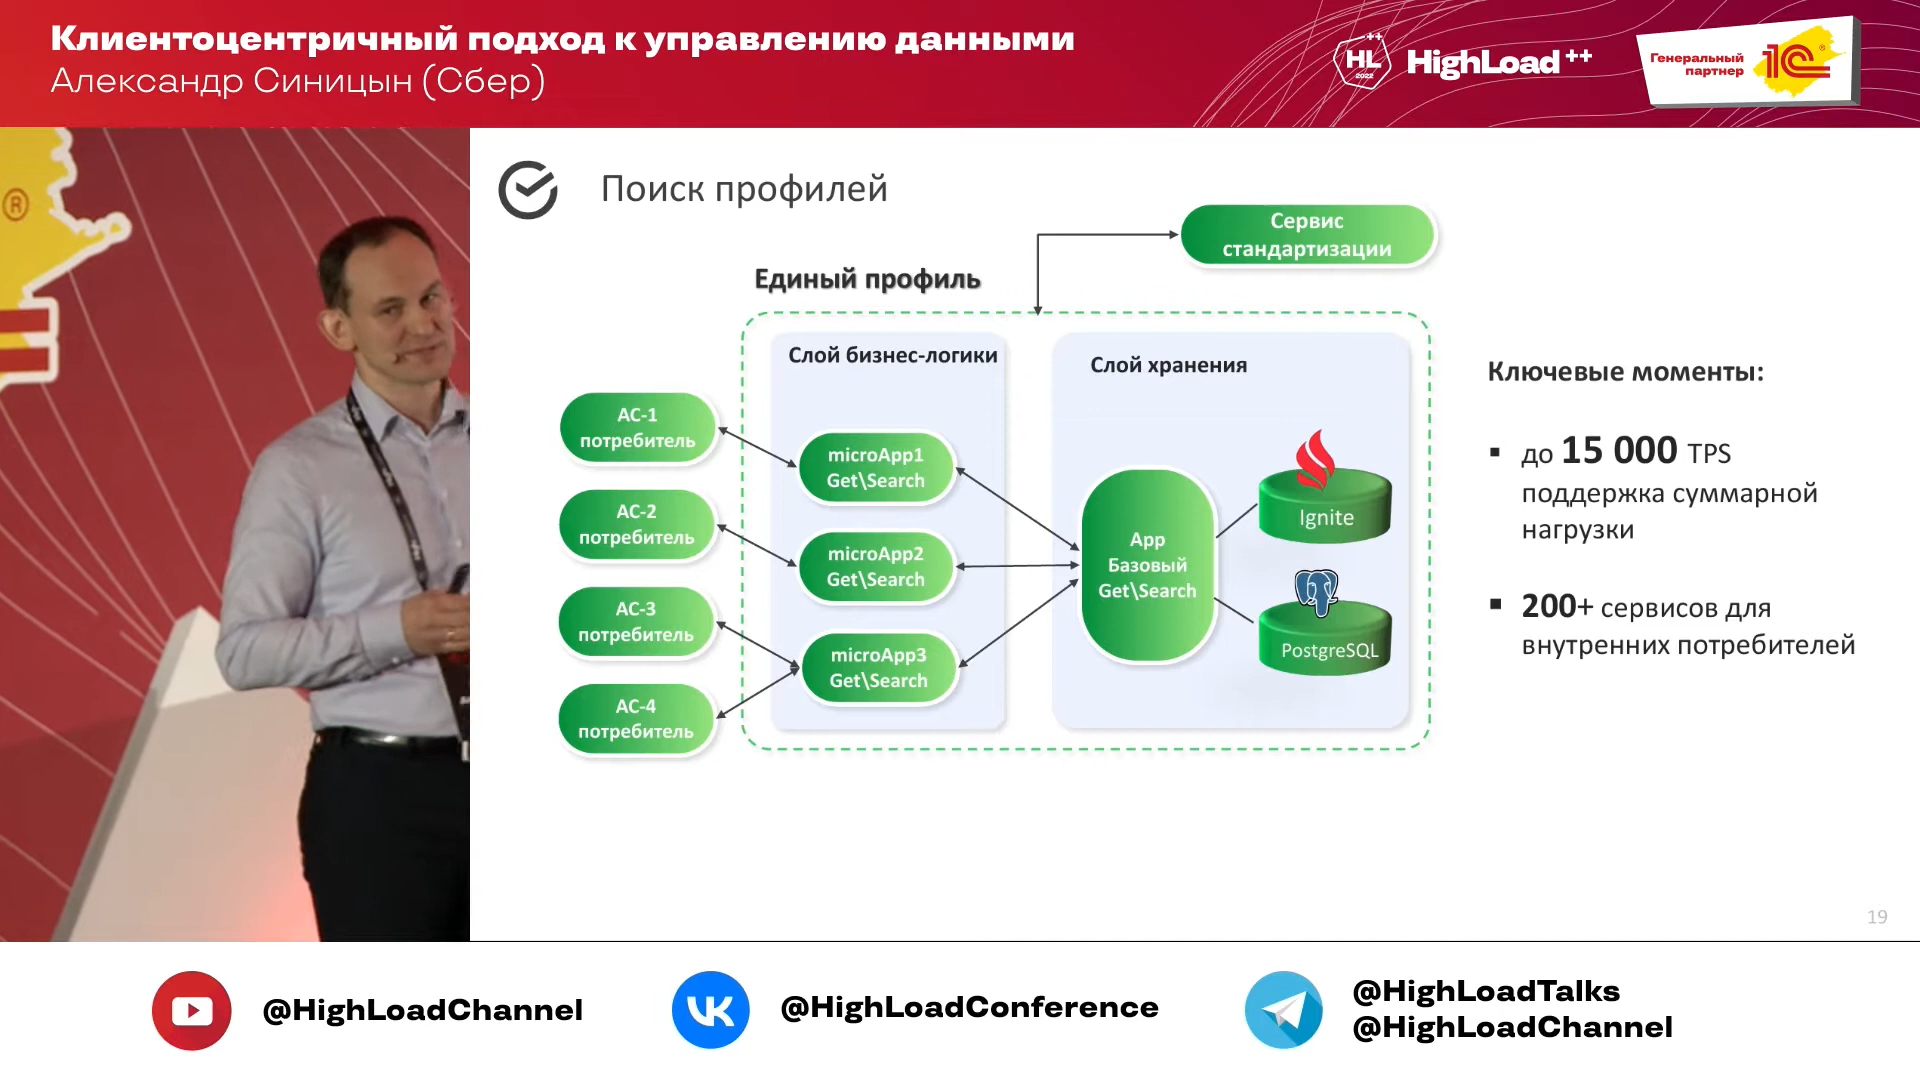 Клиентоцентричный подход к управлению данными
Александр Синицын (Сбер)
HL++
2022
HighLoad++
Генеральный
партнер
1С®
®
Поиск профилей
Сервис
стандартизации
Единый профиль
Слой бизнес-логики
Слой хранения
АС-1
потребитель
АС-2
потребитель
АС-3
потребитель
АС-4
потребитель
microApp1
Get\Search
microApp2
Get\Search
microApp3
Get\Search
App
Базовый
Get\Search
Ignite
PostgreSQL
Ключевые моменты:
▪ до 15 000 TPS
поддержка суммарной
нагрузки
▪ 200+ сервисов для
внутренних потребителей
19
@HighLoadChannel
@HighLoadConference
@HighLoadTalks
@HighLoadChannel